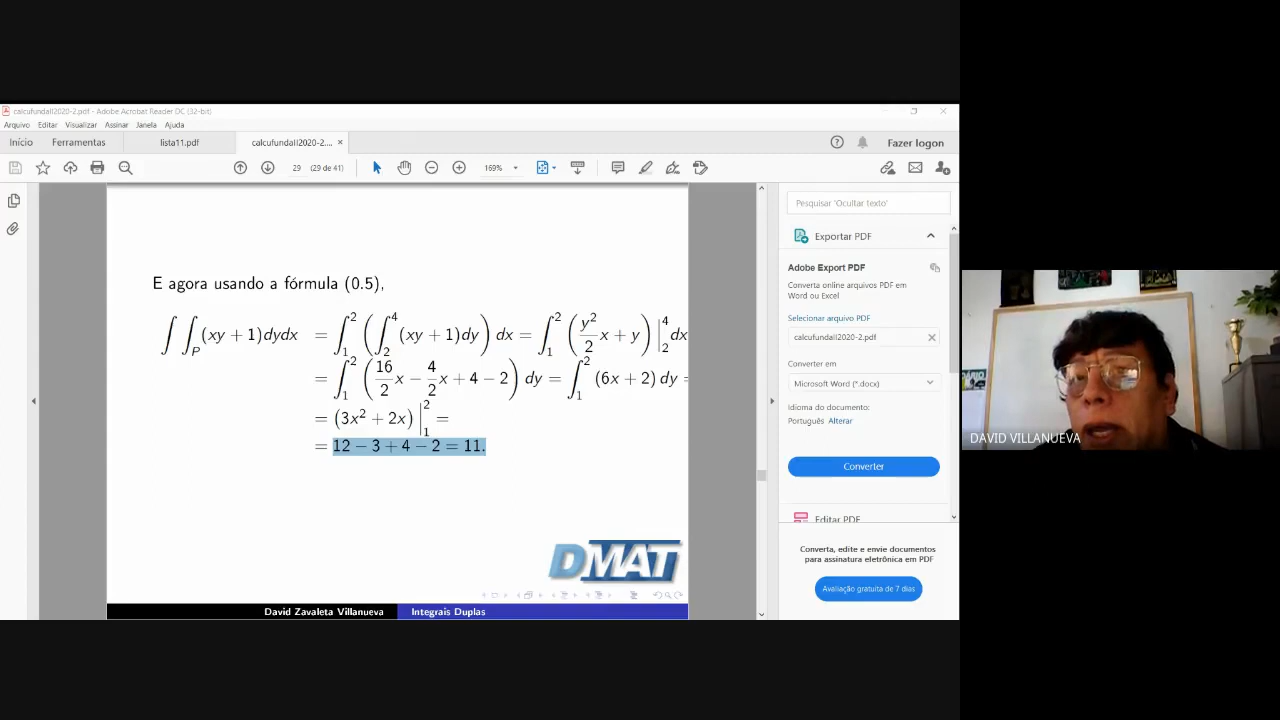 calcufundaII2020-2.pdf - Adobe Acrobat Reader DC (32-bit)
Arquivo Editar Visualizar Assinar Janela Ajuda
Início Ferramentas lista11.pdf calcufundaII2020-2.... × Fazer logon
29 (29 de 41) 169%
Pesquisar 'Ocultar texto'
Exportar PDF
Adobe Export PDF
Converta online arquivos PDF em
Word ou Excel
Selecionar arquivo PDF
calcufundaII2020-2.pdf
Converter em
Microsoft Word (*.docx)
Idioma do documento:
Português Alterar
Converter
Editar PDF
Converta, edite e envie documentos
para assinatura eletrônica em PDF
Avaliação gratuita de 7 dias
E agora usando a fórmula (0.5),
∫∫_P (xy + 1)dydx = ∫_1^2 (∫_2^4 (xy + 1)dy) dx = ∫_1^2 (y²/2 x + y) |_2^4 dx
= ∫_1^2 (16/2 x − 4/2 x + 4 − 2) dy = ∫_1^2 (6x + 2) dy =
= (3x² + 2x) |_1^2 =
= 12 − 3 + 4 − 2 = 11.
DMAT
David Zavaleta Villanueva Integrais Duplas
DAVID VILLANUEVA